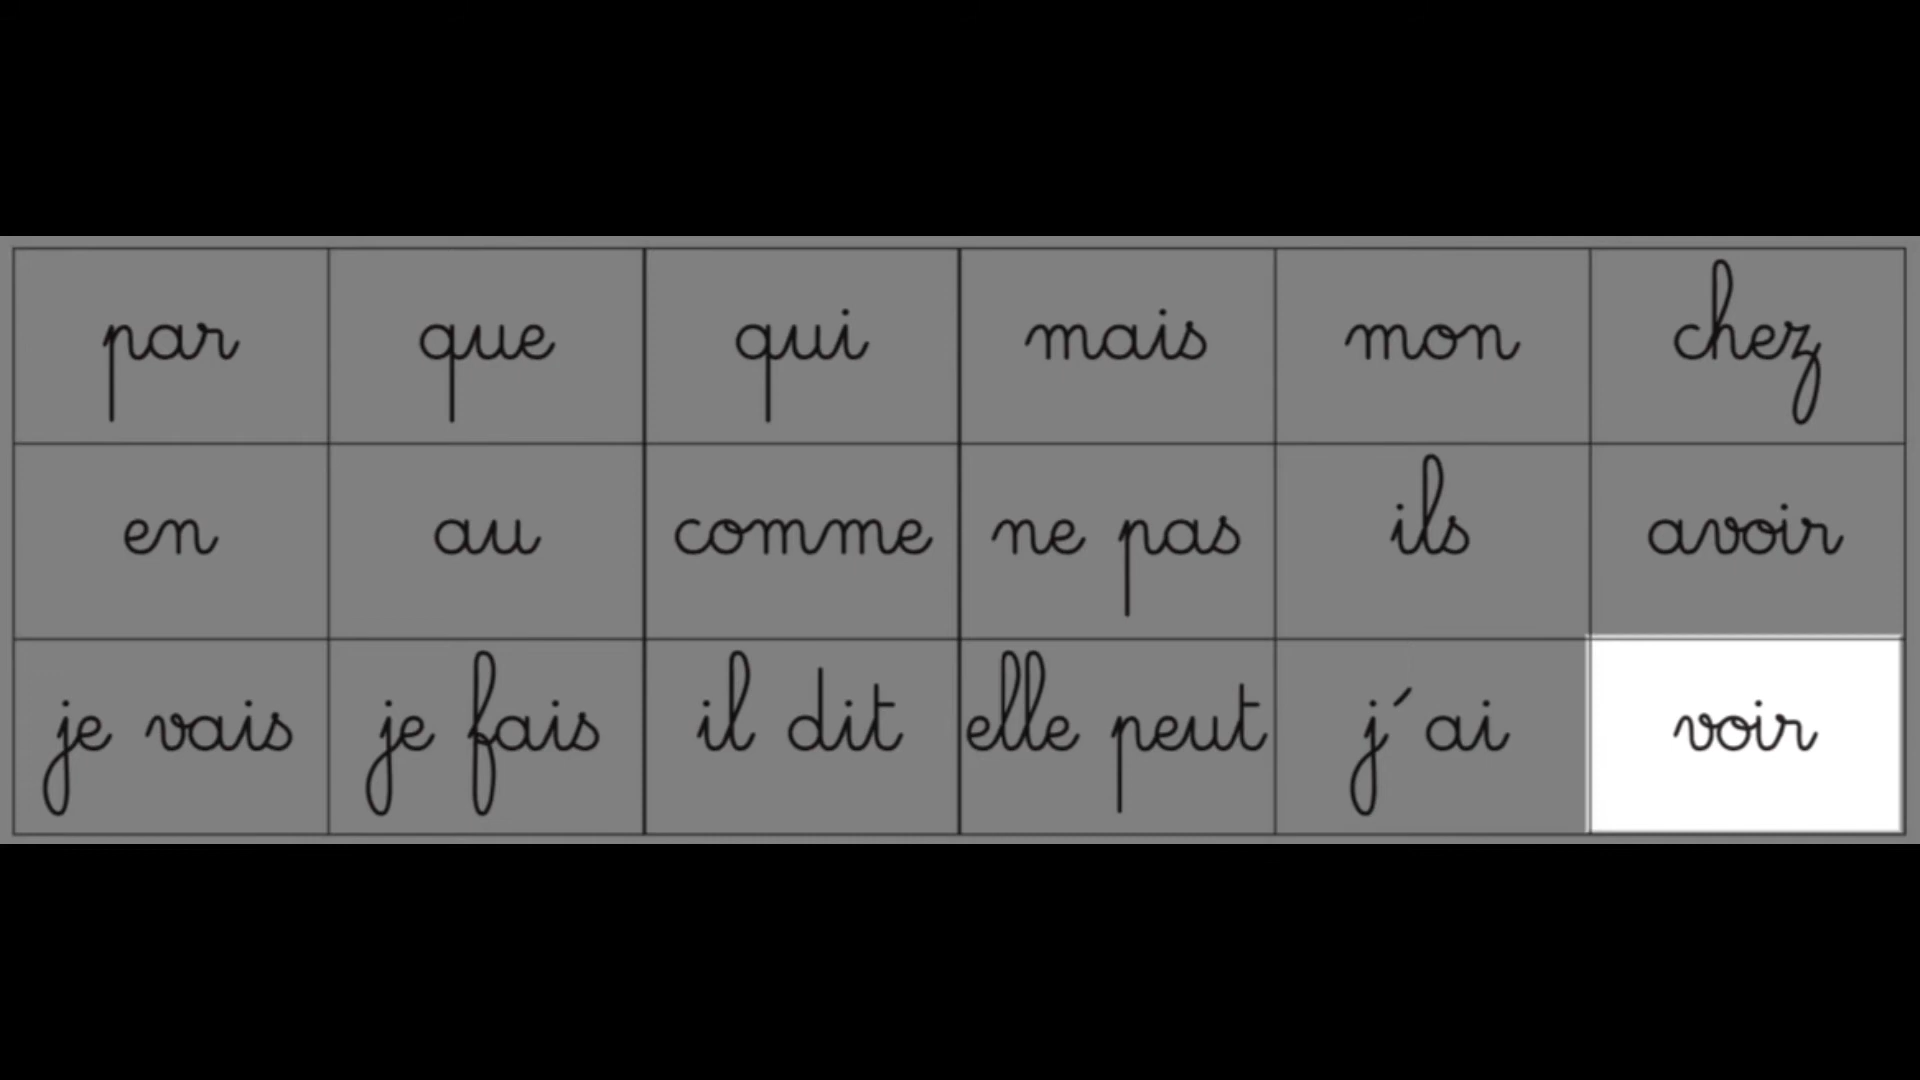 par que qui mais mon chez
en au comme ne pas ils avoir
je vais je fais il dit elle peut j´ai voir